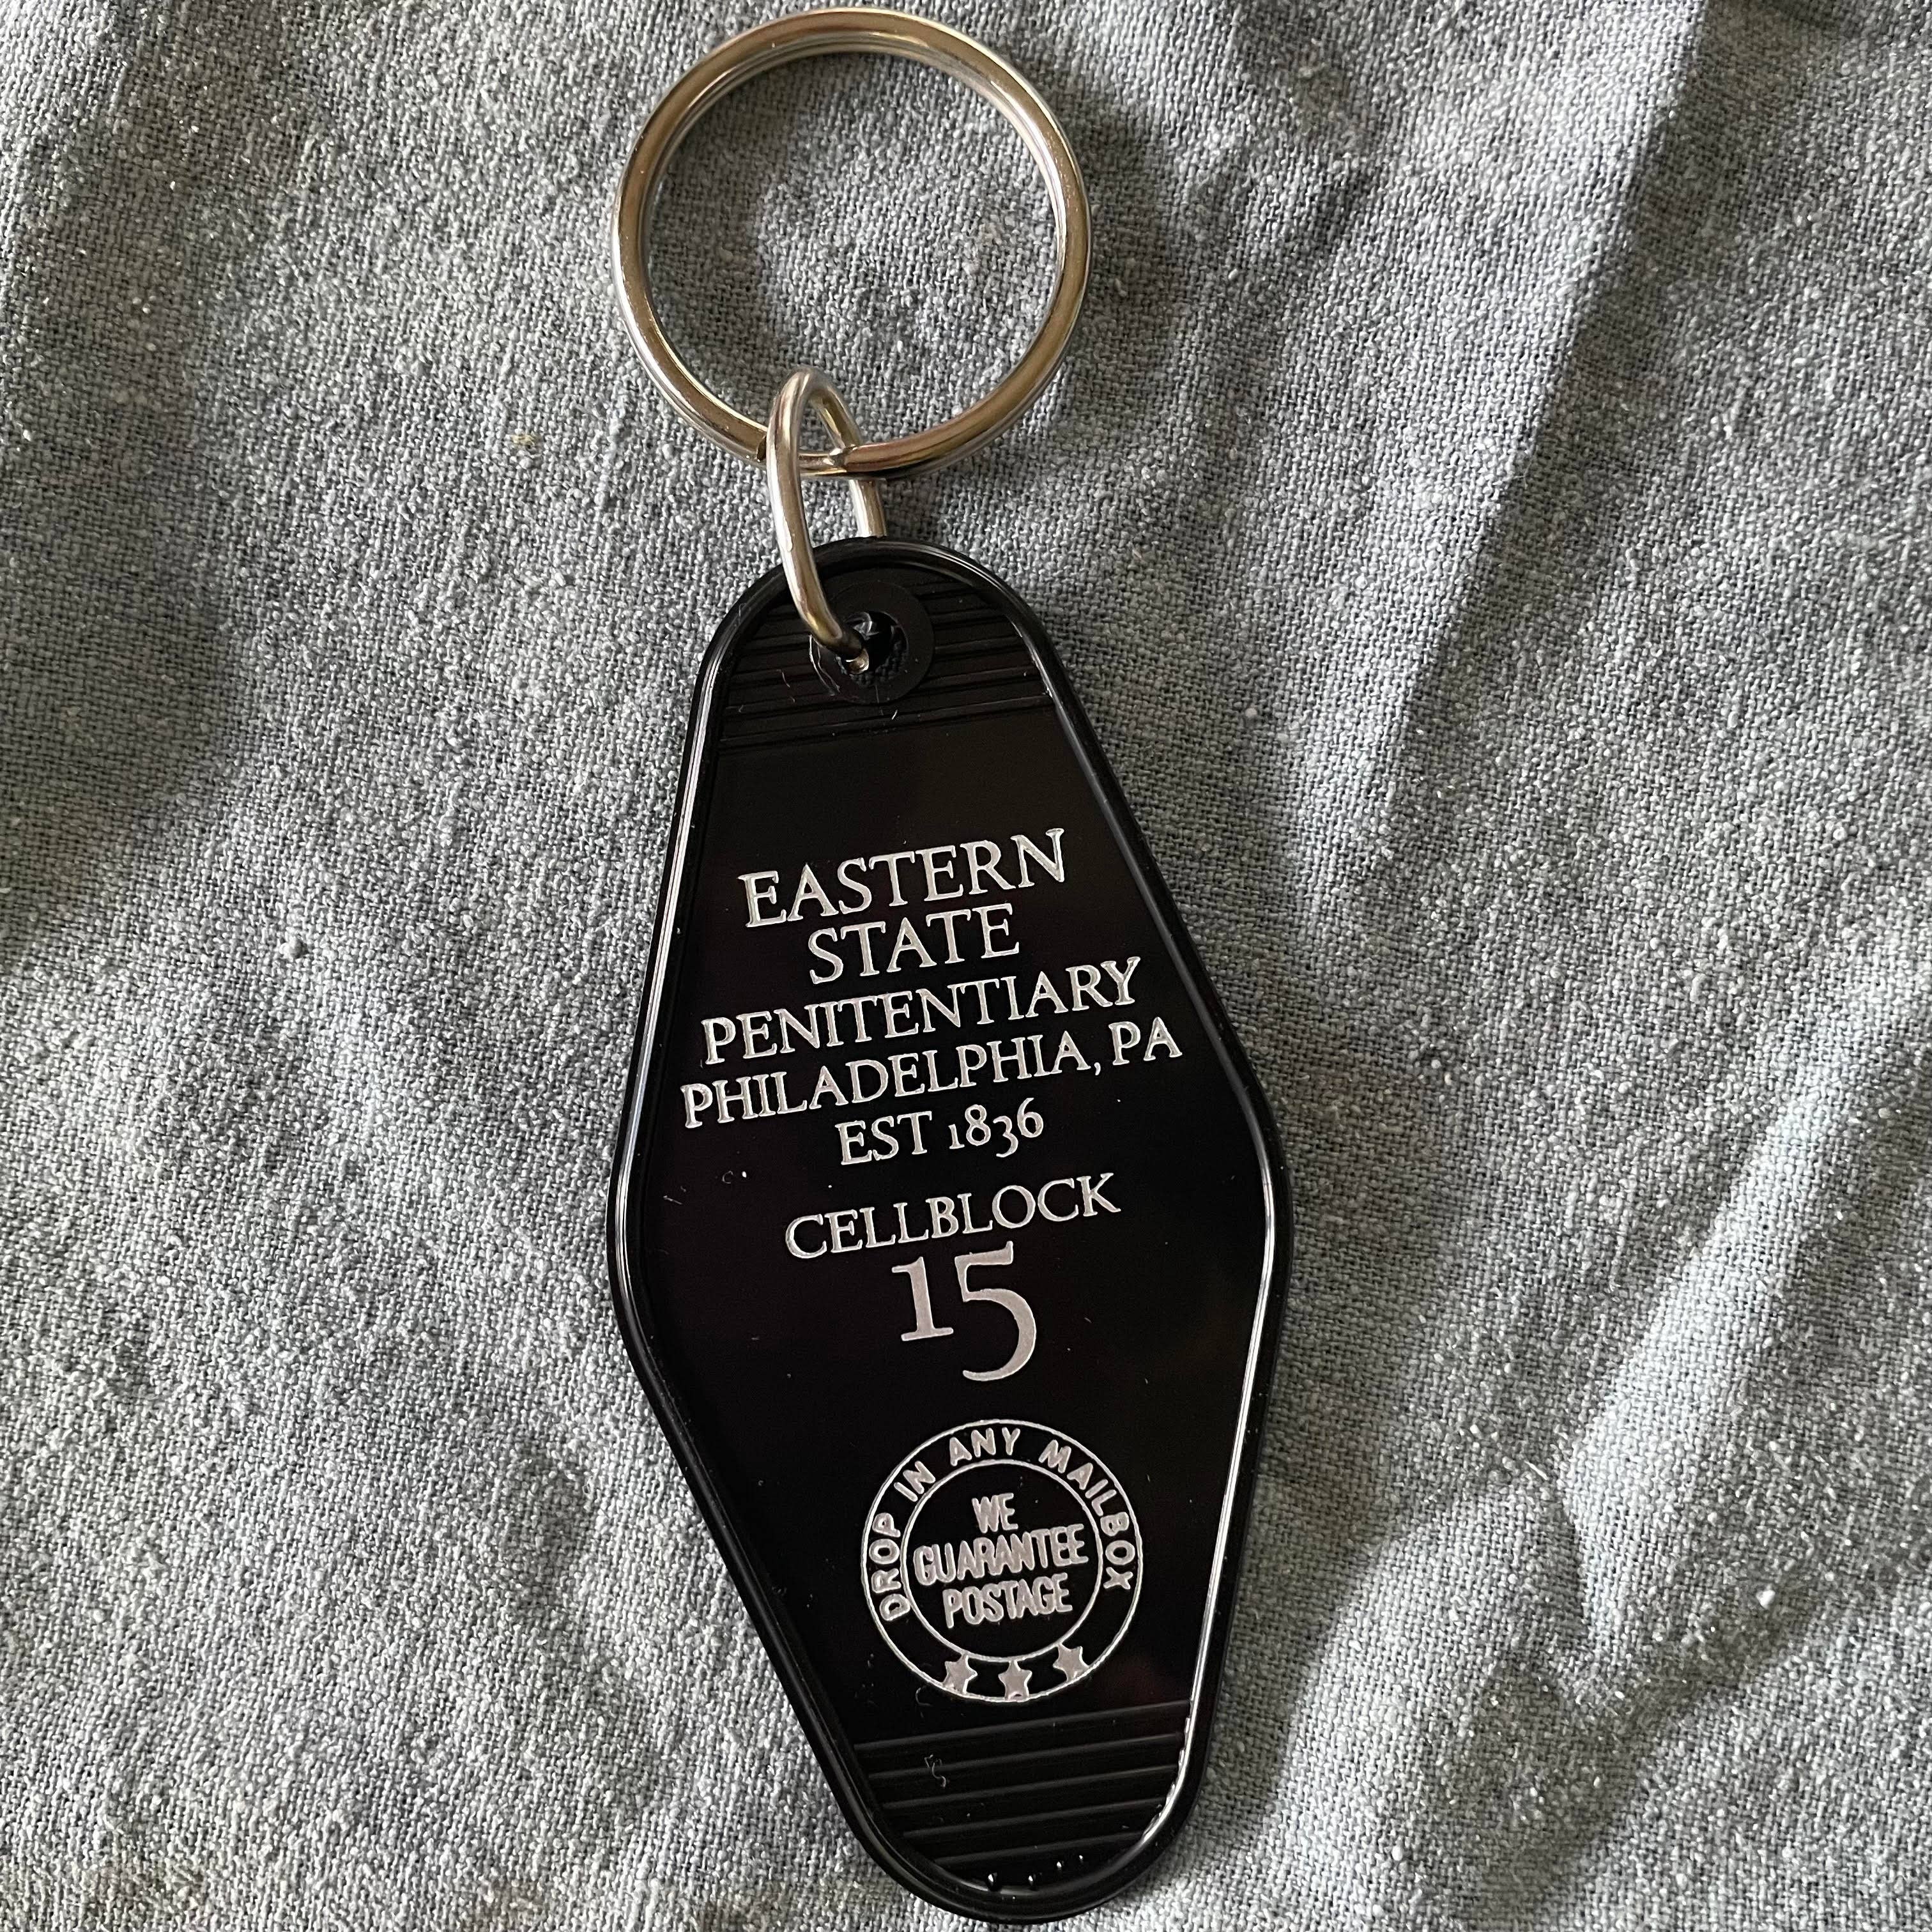 EASTERN
STATE
PENITENTIARY
PHILADELPHIA, PA
EST 1836
CELLBLOCK
15
DROP IN ANY MAILBOX
WE
GUARANTEE
POSTAGE